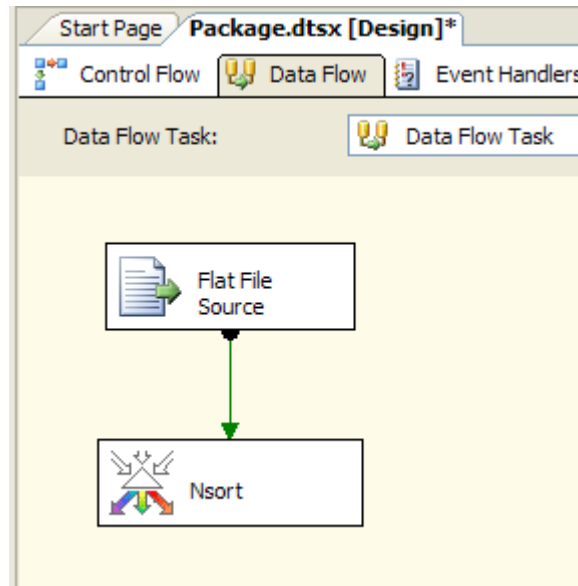 Start Page Package.dtsx [Design]*
Control Flow Data Flow Event Handlers
Data Flow Task: Data Flow Task
Flat File
Source
Nsort